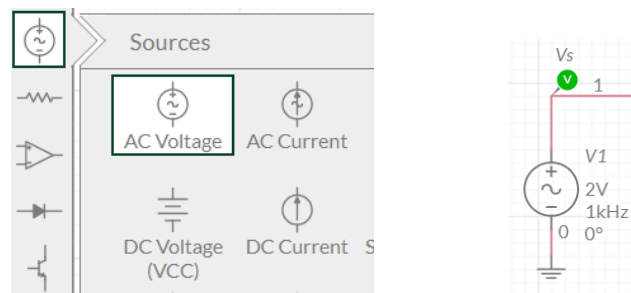 Sources
AC Voltage
AC Current
DC Voltage
(VCC)
DC Current
S
Vs
V
1
V1
2V
1kHz
0
0°